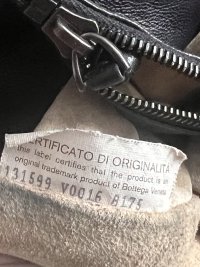 CERTIFICATO DI ORIGINALITA
this label certifies that the product is an
original trademark product of Bottega Veneta
131599 V0016 8175